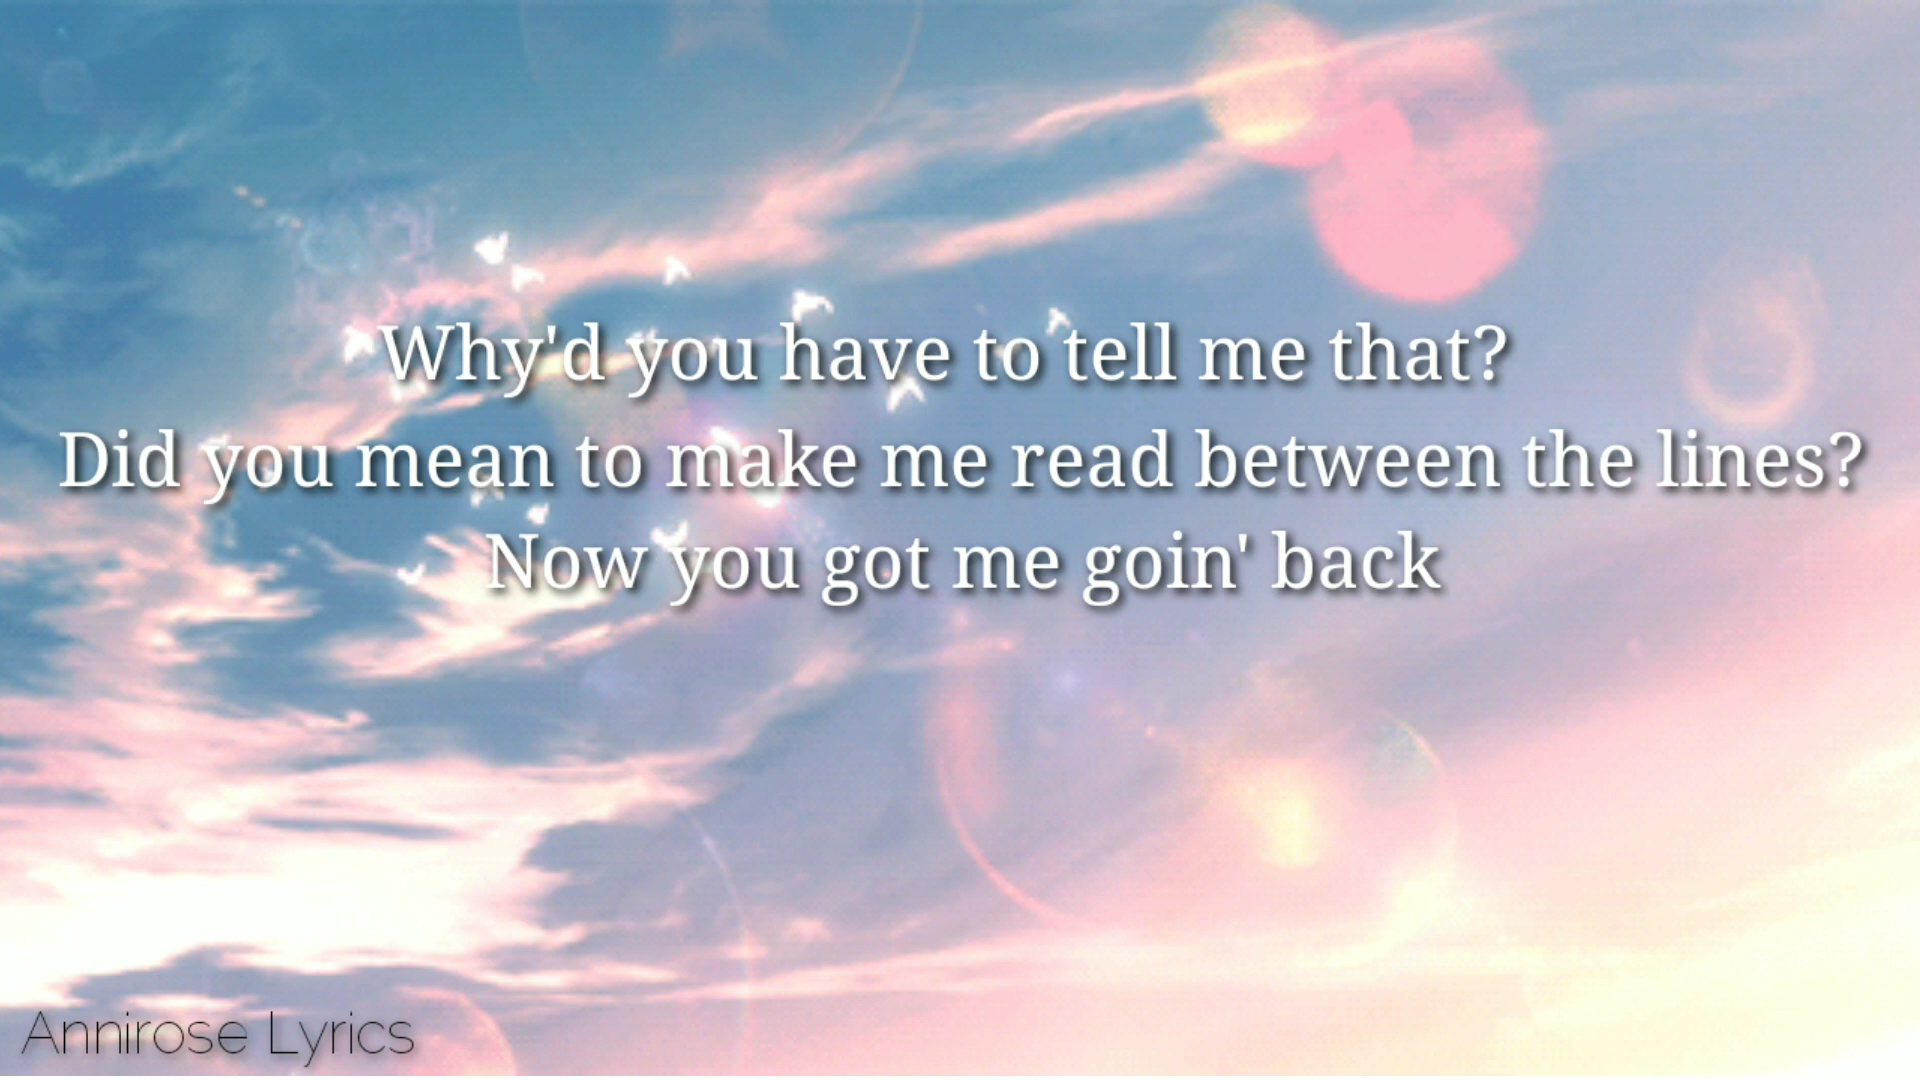 Why'd you have to tell me that?
Did you mean to make me read between the lines?
Now you got me goin' back
Annirose Lyrics